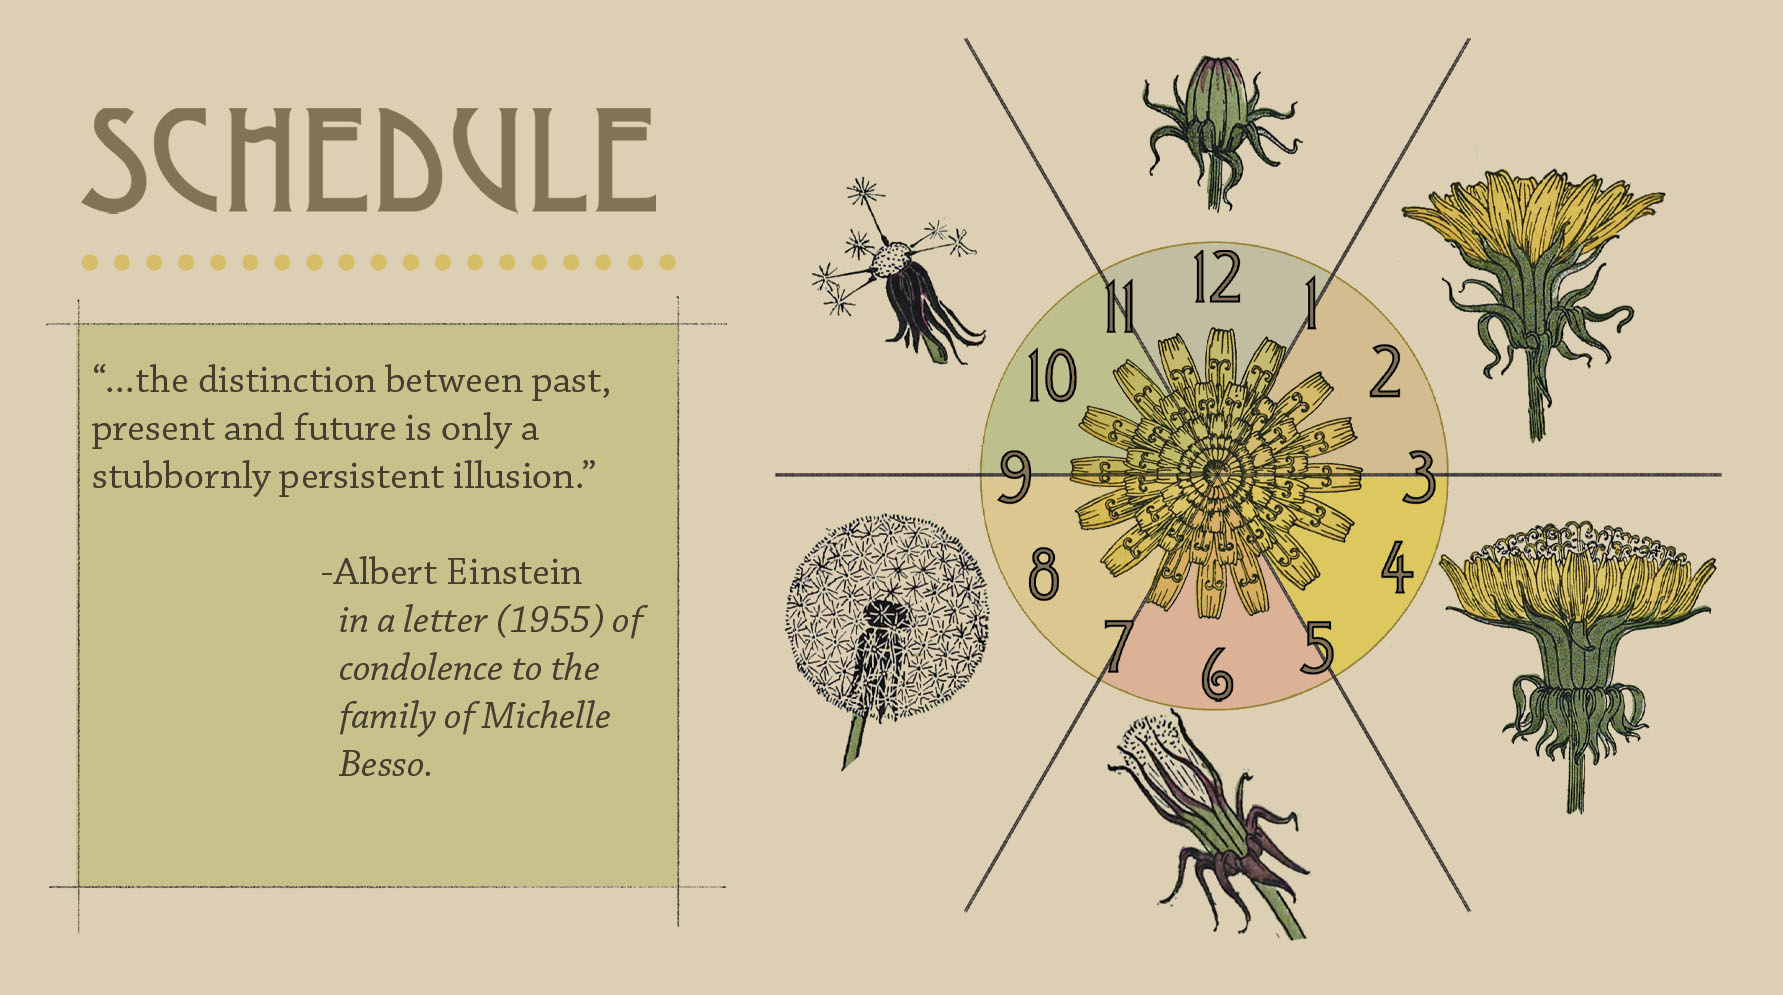 SCHEDULE
“...the distinction between past,
present and future is only a
stubbornly persistent illusion.”
-Albert Einstein
in a letter (1955) of
condolence to the
family of Michelle
Besso.
12
1
2
3
4
5
6
7
8
9
10
11